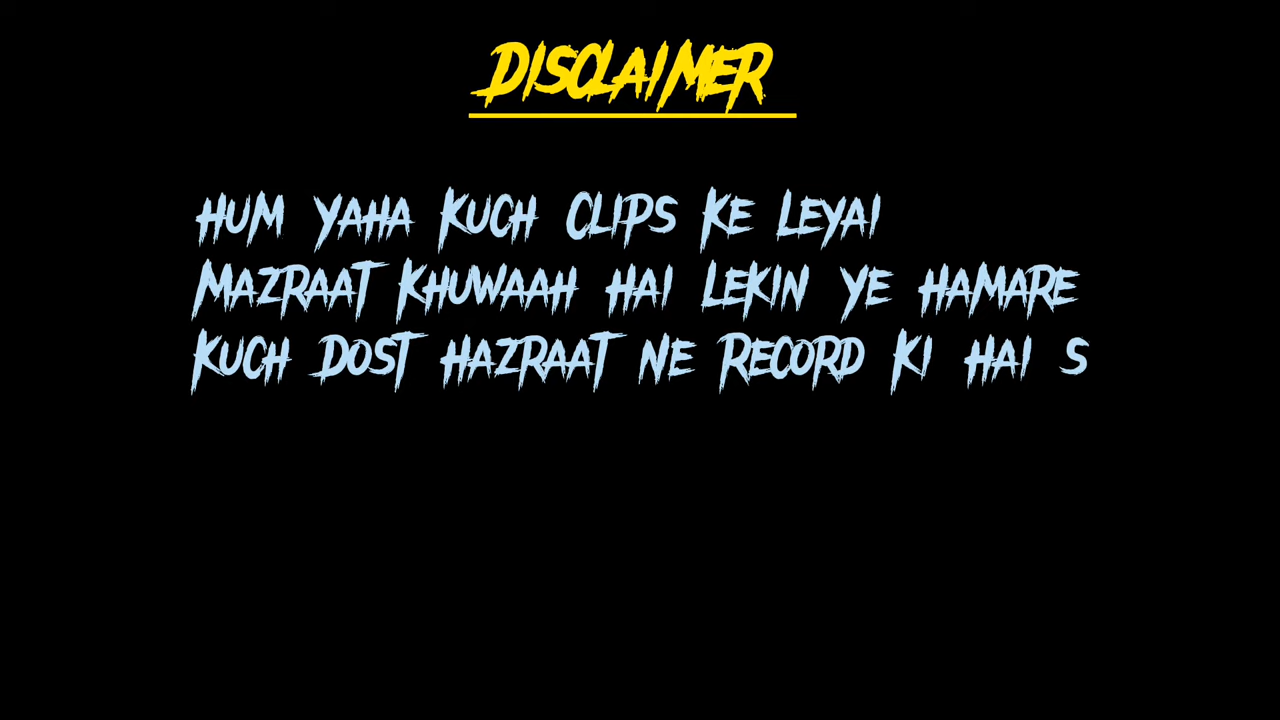 DISCLAIMER
HUM YAHA KUCH CLIPS KE LEYAI
MAZRAAT KHUWAAH HAI LEKIN YE HAMARE
KUCH DOST HAZRAAT NE RECORD KI HAI S